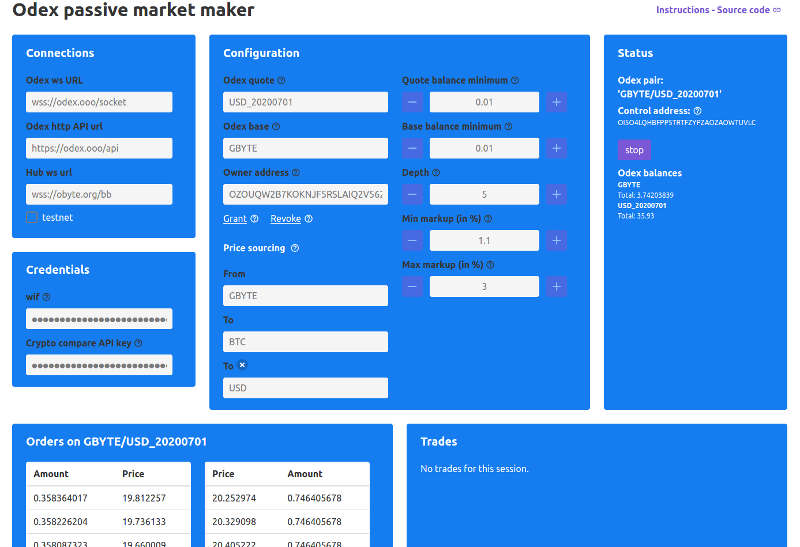 Odex passive market maker
Instructions - Source code
Connections
Odex ws URL
wss://odex.ooo/socket
Odex http API url
https://odex.ooo/api
Hub ws url
wss://obyte.org/bb
testnet
Credentials
wif
Crypto compare API key
Configuration
Odex quote
USD_20200701
Odex base
GBYTE
Owner address
Grant
Revoke
Price sourcing
From
GBYTE
To
BTC
To
USD
Quote balance minimum
0.01
Base balance minimum
0.01
Depth
5
Min markup (in %)
1.1
Max markup (in %)
3
Status
Odex pair:
'GBYTE/USD_20200701'
Control address:
stop
Odex balances
GBYTE
Total: 3.74203839
USD_20200701
Total: 35.93
Orders on GBYTE/USD_20200701
Amount Price
0.358364017 19.812257
0.358226204 19.736133
0.358087323 19.660009
Price Amount
20.252974 0.746405678
20.329098 0.746405678
20.405222 0.746405678
Trades
No trades for this session.